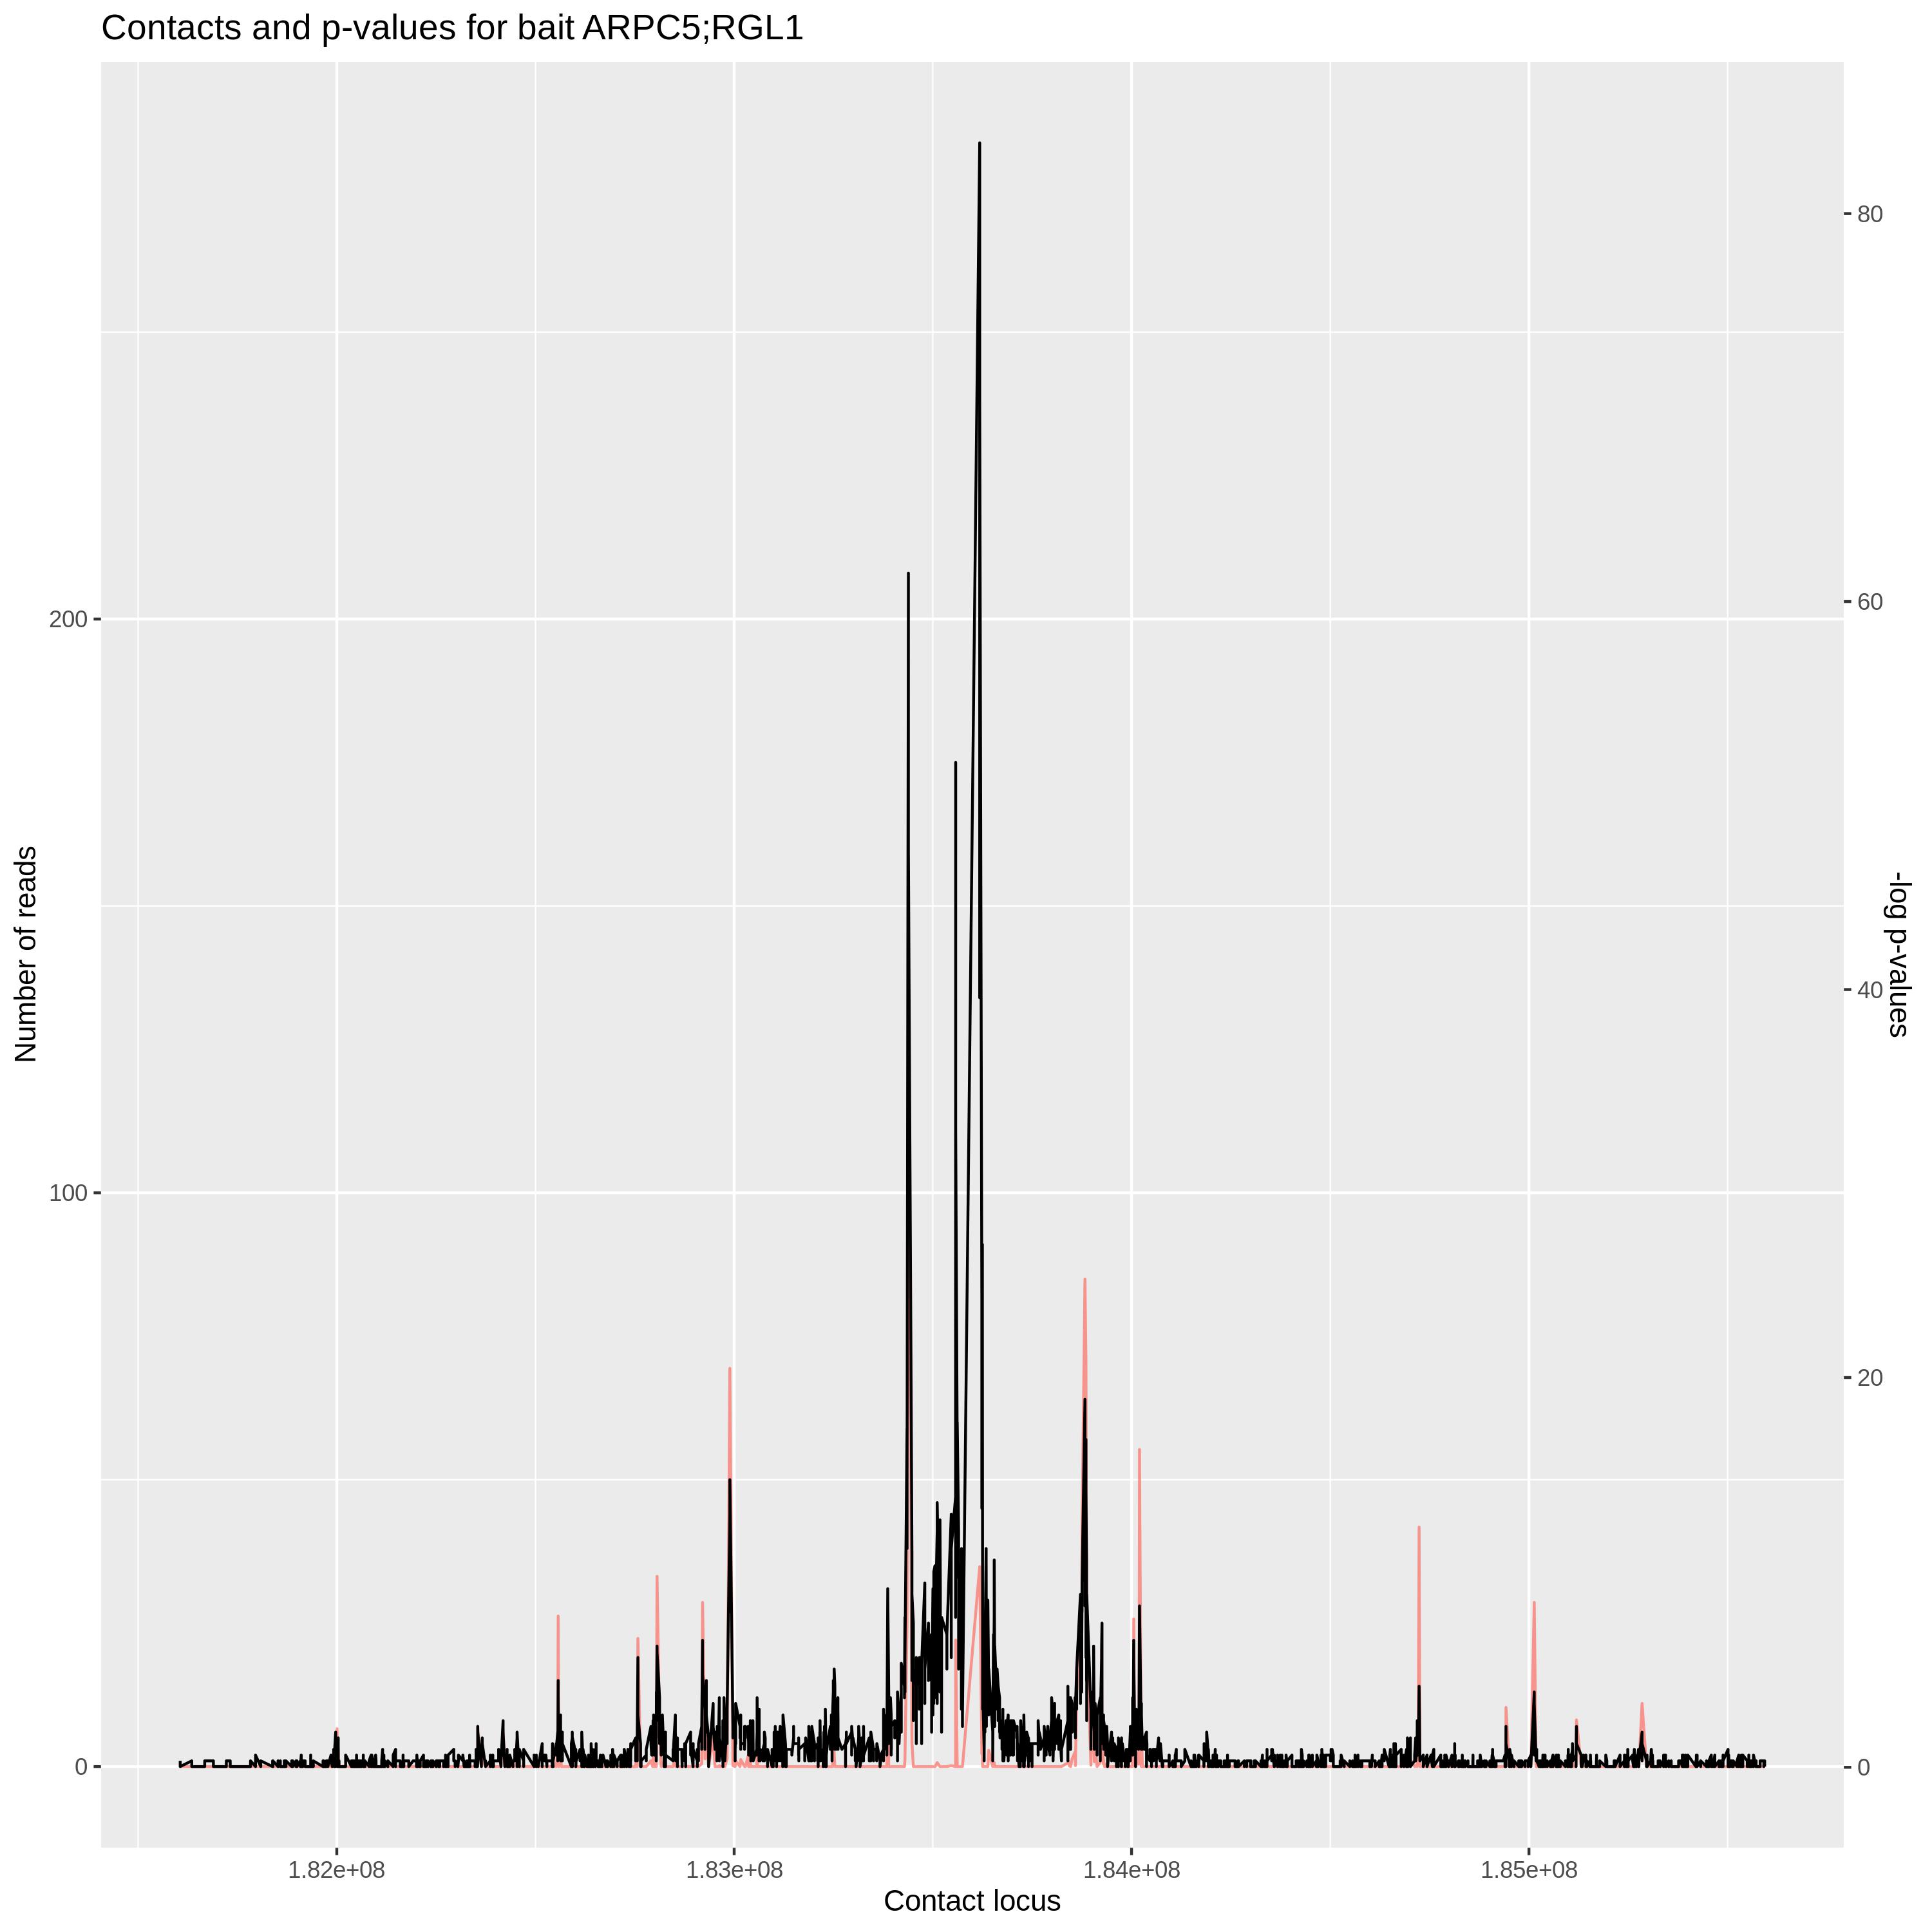 Contacts and p-values for bait ARPC5;RGL1
Number of reads
200
100
0
80
60
40
20
0
-log p-values
1.82e+08
1.83e+08
1.84e+08
1.85e+08
Contact locus